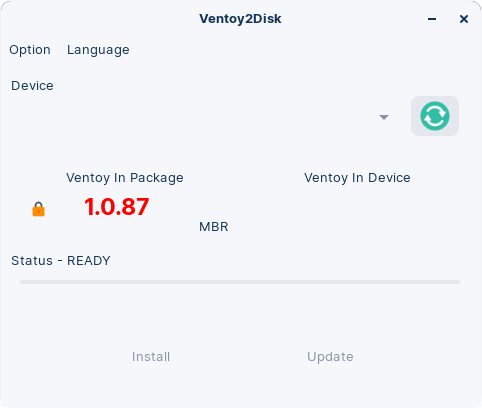 Ventoy2Disk
Option Language
Device
Ventoy In Package Ventoy In Device
1.0.87
MBR
Status - READY
Install Update